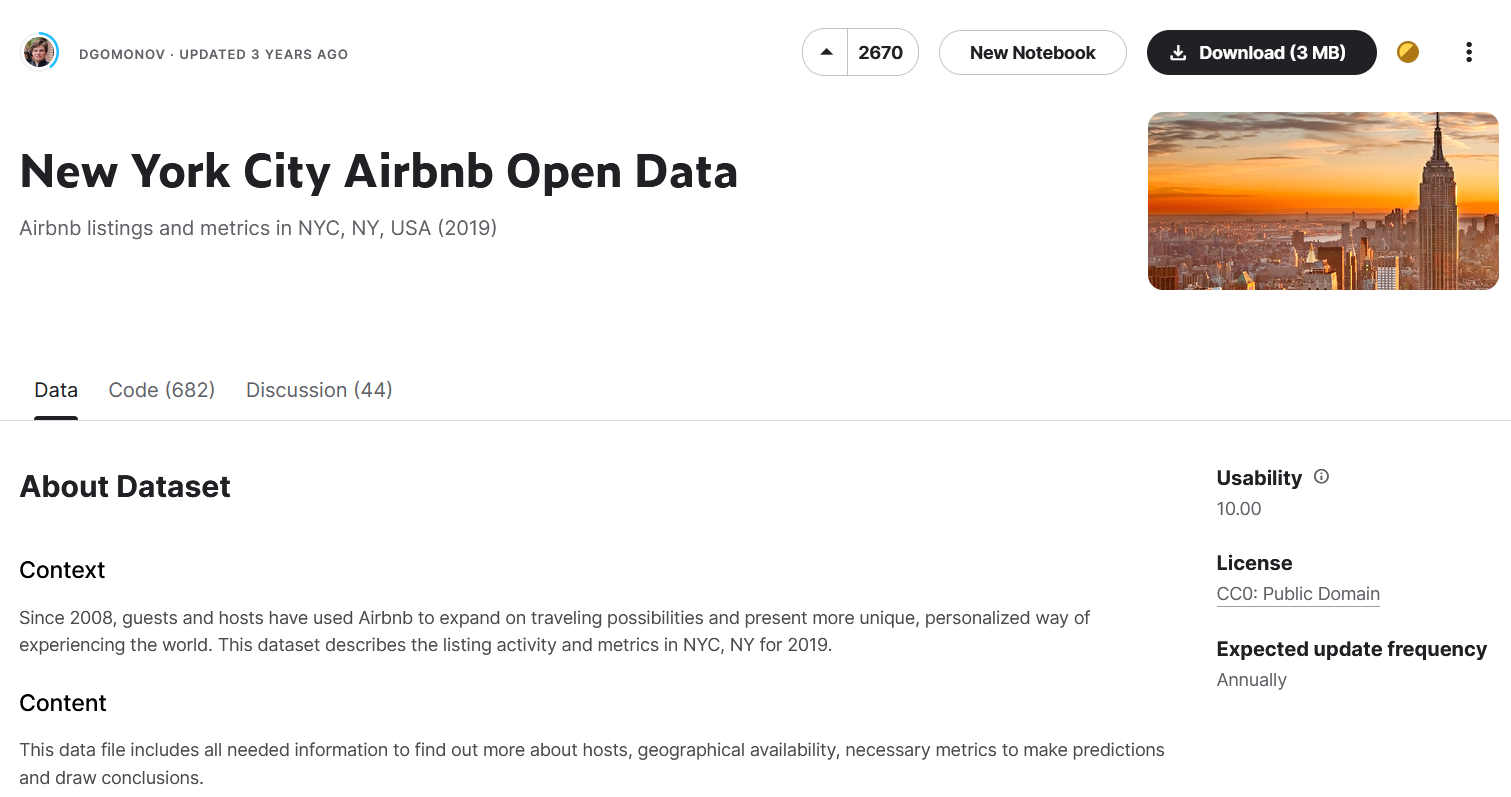 DGOMONOV · UPDATED 3 YEARS AGO
2670
New Notebook
Download (3 MB)
New York City Airbnb Open Data
Airbnb listings and metrics in NYC, NY, USA (2019)
Data
Code (682)
Discussion (44)
About Dataset
Context
Since 2008, guests and hosts have used Airbnb to expand on traveling possibilities and present more unique, personalized way of
experiencing the world. This dataset describes the listing activity and metrics in NYC, NY for 2019.
Content
This data file includes all needed information to find out more about hosts, geographical availability, necessary metrics to make predictions
and draw conclusions.
Usability
10.00
License
CC0: Public Domain
Expected update frequency
Annually